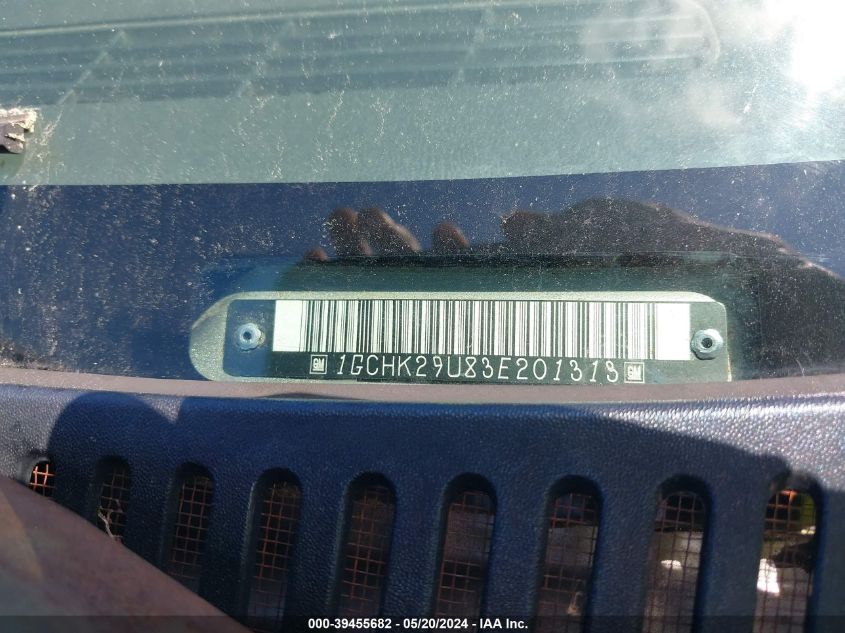 GM 1GCHK29U83E201313 GM
000-39455682 - 05/20/2024 - IAA Inc.